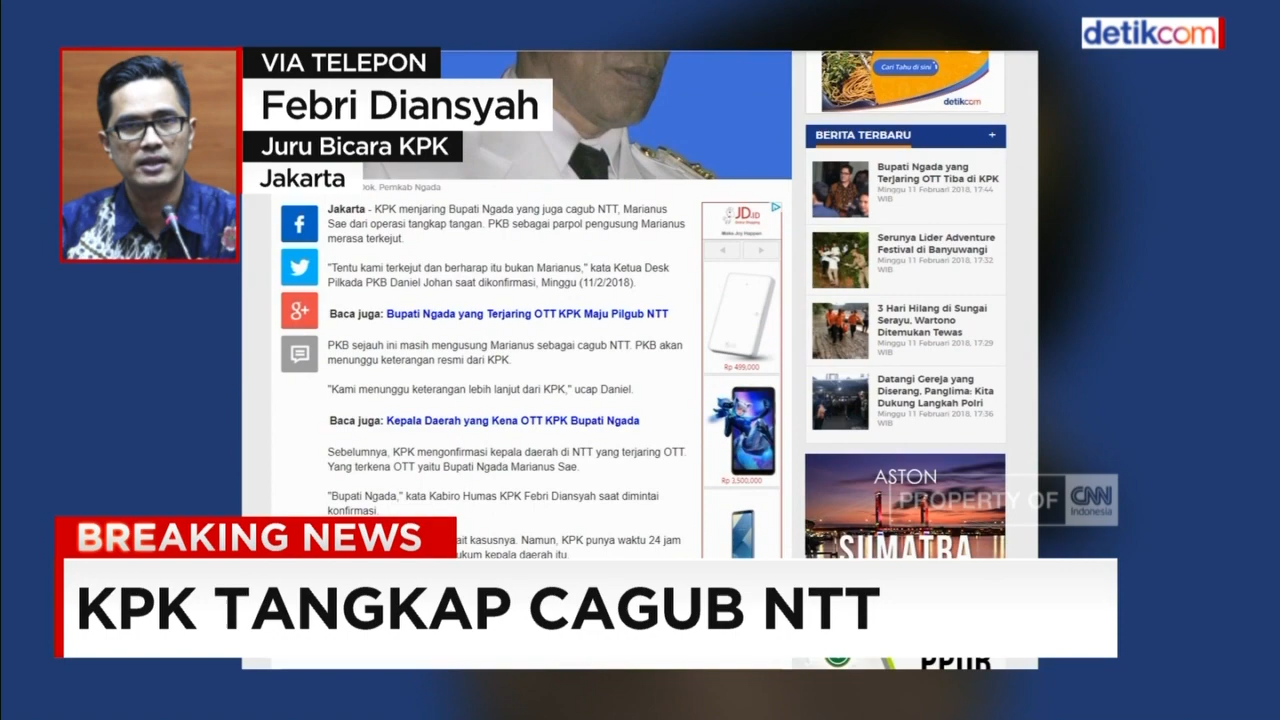 detikcom
VIA TELEPON
Febri Diansyah
Juru Bicara KPK
Jakarta
Dok. Pemkab Ngada
Jakarta - KPK menjaring Bupati Ngada yang juga cagub NTT, Marianus
Sae dari operasi tangkap tangan. PKB sebagai parpol pengusung Marianus
merasa terkejut.
"Tentu kami terkejut dan berharap itu bukan Marianus," kata Ketua Desk
Pilkada PKB Daniel Johan saat dikonfirmasi, Minggu (11/2/2018).
Baca juga: Bupati Ngada yang Terjaring OTT KPK Maju Pilgub NTT
PKB sejauh ini masih mengusung Marianus sebagai cagub NTT. PKB akan
menunggu keterangan resmi dari KPK.
"Kami menunggu keterangan lebih lanjut dari KPK," ucap Daniel.
Baca juga: Kepala Daerah yang Kena OTT KPK Bupati Ngada
Sebelumnya, KPK mengonfirmasi kepala daerah di NTT yang terjaring OTT.
Yang terkena OTT yaitu Bupati Ngada Marianus Sae.
"Bupati Ngada," kata Kabiro Humas KPK Febri Diansyah saat dimintai
konfirmasi.
ait kasusnya. Namun, KPK punya waktu 24 jam
ukum kepala daerah itu.
JD.ID
Make Joy Happen
Rp 499,000
Rp 3,500,000
Cari Tahu di sini
detikcom
BERITA TERBARU +
Bupati Ngada yang
Terjaring OTT Tiba di KPK
Minggu 11 Februari 2018, 17:44
WIB
Serunya Lider Adventure
Festival di Banyuwangi
Minggu 11 Februari 2018, 17:32
WIB
3 Hari Hilang di Sungai
Serayu, Wartono
Ditemukan Tewas
Minggu 11 Februari 2018, 17:29
WIB
Datangi Gereja yang
Diserang, Panglima: Kita
Dukung Langkah Polri
Minggu 11 Februari 2018, 17:36
WIB
ASTON
SUMATRA
PROPERTY OF CNN
Indonesia
BREAKING NEWS
KPK TANGKAP CAGUB NTT